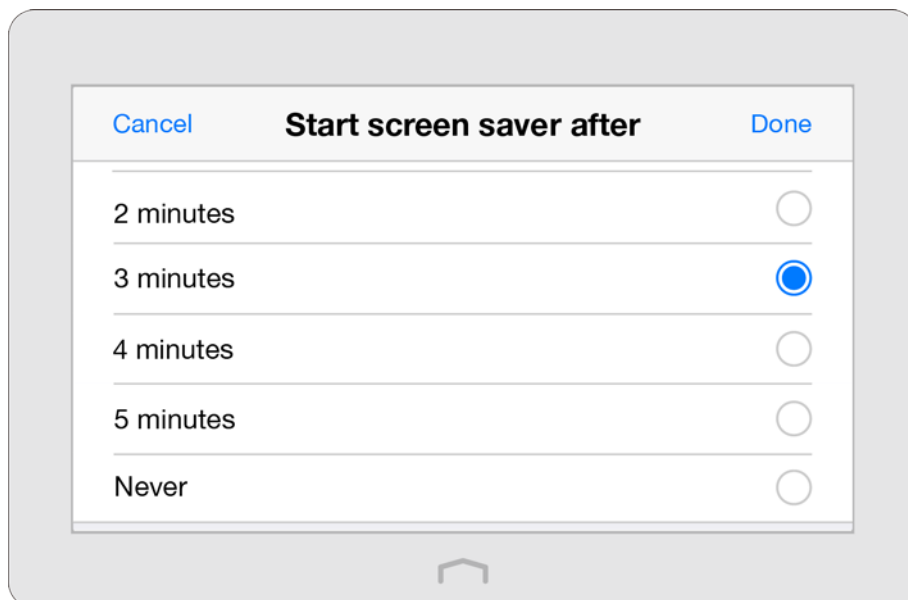 Cancel Start screen saver after Done
2 minutes
3 minutes
4 minutes
5 minutes
Never